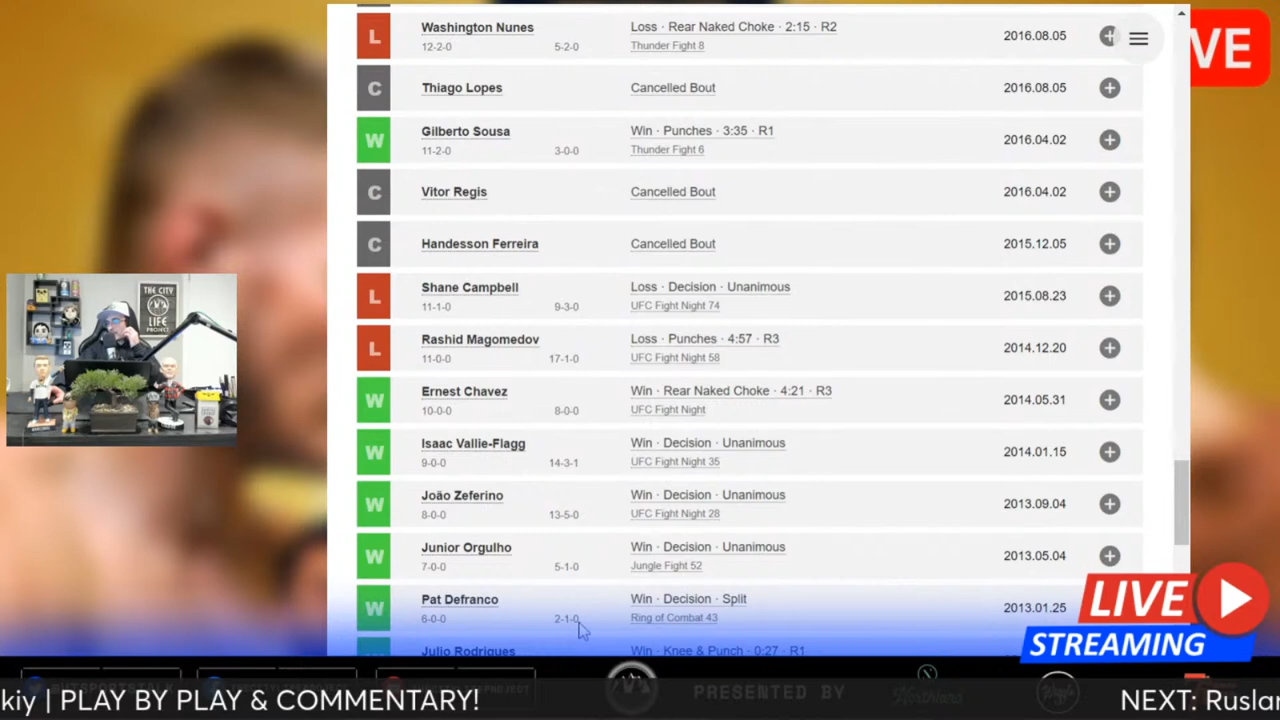 L
Washington Nunes
12-2-0
5-2-0
Loss · Rear Naked Choke · 2:15 · R2
Thunder Fight 8
2016.08.05
VE
C
Thiago Lopes
Cancelled Bout
2016.08.05
W
Gilberto Sousa
11-2-0
3-0-0
Win · Punches · 3:35 · R1
Thunder Fight 6
2016.04.02
C
Vitor Regis
Cancelled Bout
2016.04.02
C
Handesson Ferreira
Cancelled Bout
2015.12.05
L
Shane Campbell
11-1-0
9-3-0
Loss · Decision · Unanimous
UFC Fight Night 74
2015.08.23
THE CITY
LIFE
PROJECT
L
Rashid Magomedov
11-0-0
17-1-0
Loss · Punches · 4:57 · R3
UFC Fight Night 58
2014.12.20
W
Ernest Chavez
10-0-0
8-0-0
Win · Rear Naked Choke · 4:21 · R3
UFC Fight Night
2014.05.31
W
Isaac Vallie-Flagg
9-0-0
14-3-1
Win · Decision · Unanimous
UFC Fight Night 35
2014.01.15
W
João Zeferino
8-0-0
13-5-0
Win · Decision · Unanimous
UFC Fight Night 28
2013.09.04
W
Junior Orgulho
7-0-0
5-1-0
Win · Decision · Unanimous
Jungle Fight 52
2013.05.04
W
Pat Defranco
6-0-0
2-1-0
Win · Decision · Split
Ring of Combat 43
2013.01.25
Julio Rodrigues
Win · Knee & Punch · 0:27 · R1
LIVE
STREAMING
PRESENTED BY
kiy | PLAY BY PLAY & COMMENTARY!
NEXT: Ruslan